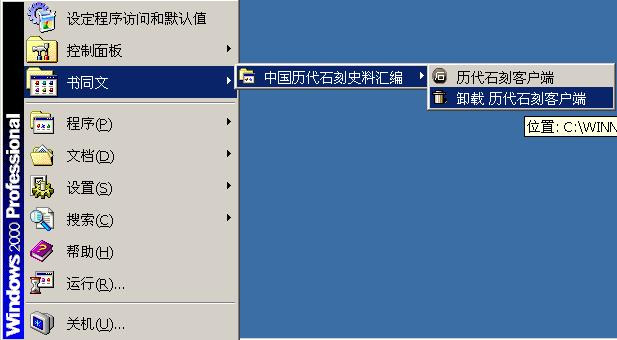 设定程序访问和默认值
控制面板
书同文
中国历代石刻史料汇编
历代石刻客户端
卸载 历代石刻客户端
位置: C:\WINN
程序(P)
文档(D)
设置(S)
搜索(C)
帮助(H)
运行(R)...
关机(U)...
Windows 2000 Professional